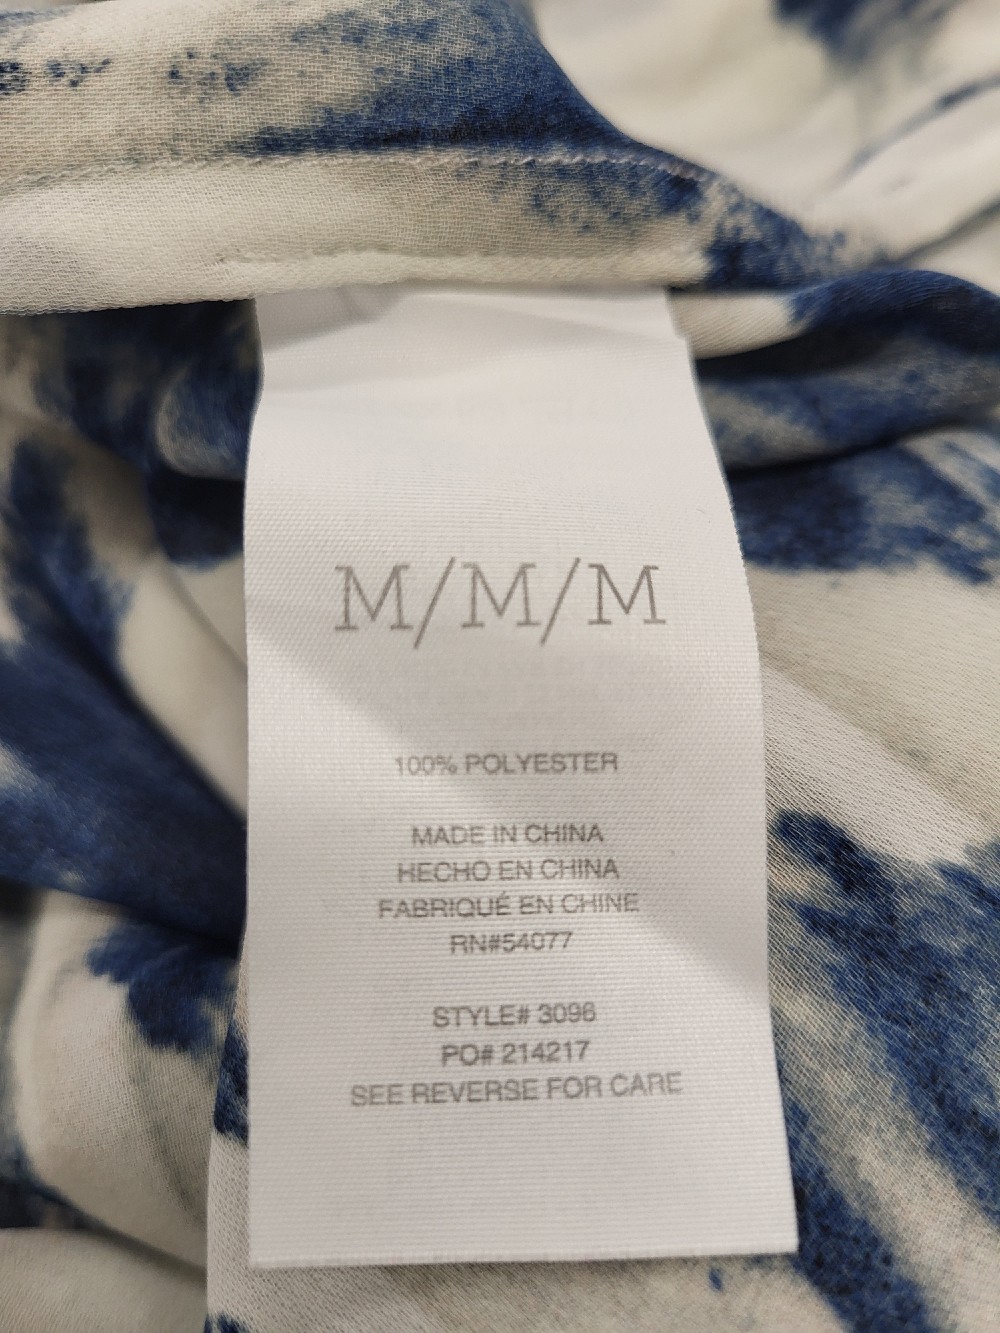 M/M/M
100% POLYESTER
MADE IN CHINA
HECHO EN CHINA
FABRIQUÉ EN CHINE
RN#54077
STYLE# 3096
PO# 214217
SEE REVERSE FOR CARE